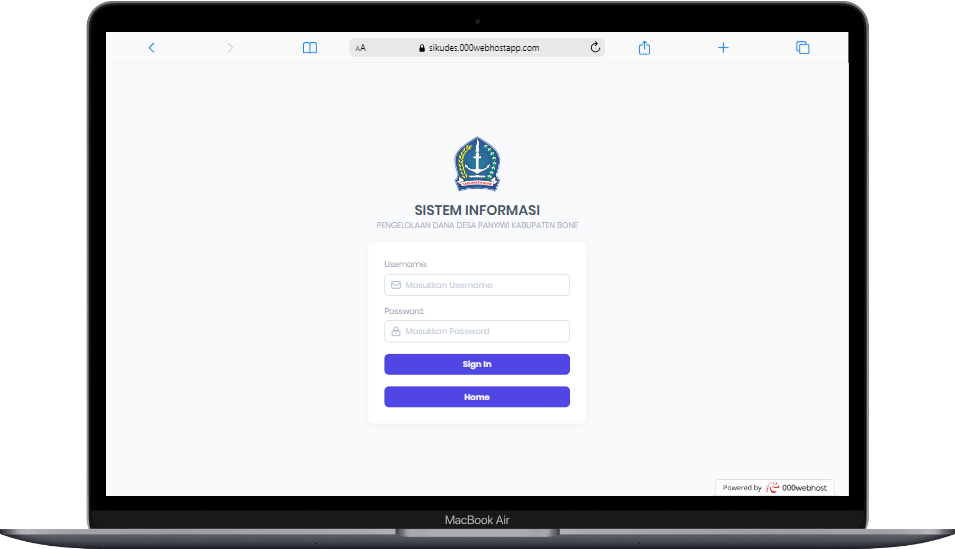 AA
sikudes.000webhostapp.com
SISTEM INFORMASI
PENGELOLAAN DANA DESA PANYIWI KABUPATEN BONE
Username:
Masukkan Username
Password:
Masukkan Password
Sign In
Home
Powered by 000webhost
MacBook Air